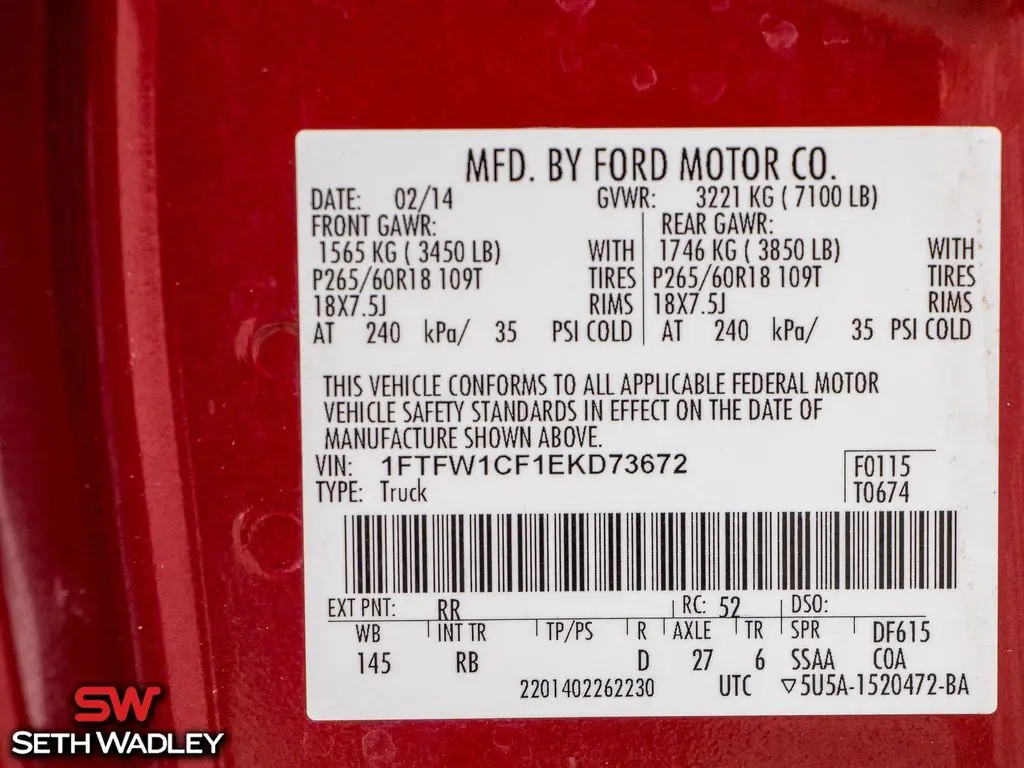 MFD. BY FORD MOTOR CO.
DATE: 02/14 GVWR: 3221 KG ( 7100 LB)
FRONT GAWR: REAR GAWR:
1565 KG ( 3450 LB) WITH 1746 KG ( 3850 LB) WITH
P265/60R18 109T TIRES P265/60R18 109T TIRES
18X7.5J RIMS 18X7.5J RIMS
AT 240 kPa/ 35 PSI COLD AT 240 kPa/ 35 PSI COLD
THIS VEHICLE CONFORMS TO ALL APPLICABLE FEDERAL MOTOR
VEHICLE SAFETY STANDARDS IN EFFECT ON THE DATE OF
MANUFACTURE SHOWN ABOVE.
VIN: 1FTFW1CF1EKD73672 F0115
TYPE: Truck T0674
EXT PNT: RR RC: 52 DSO:
WB INT TR TP/PS R AXLE TR SPR DF615
145 RB D 27 6 SSAA COA
2201402262230 UTC ▽5U5A-1520472-BA
SW
SETH WADLEY